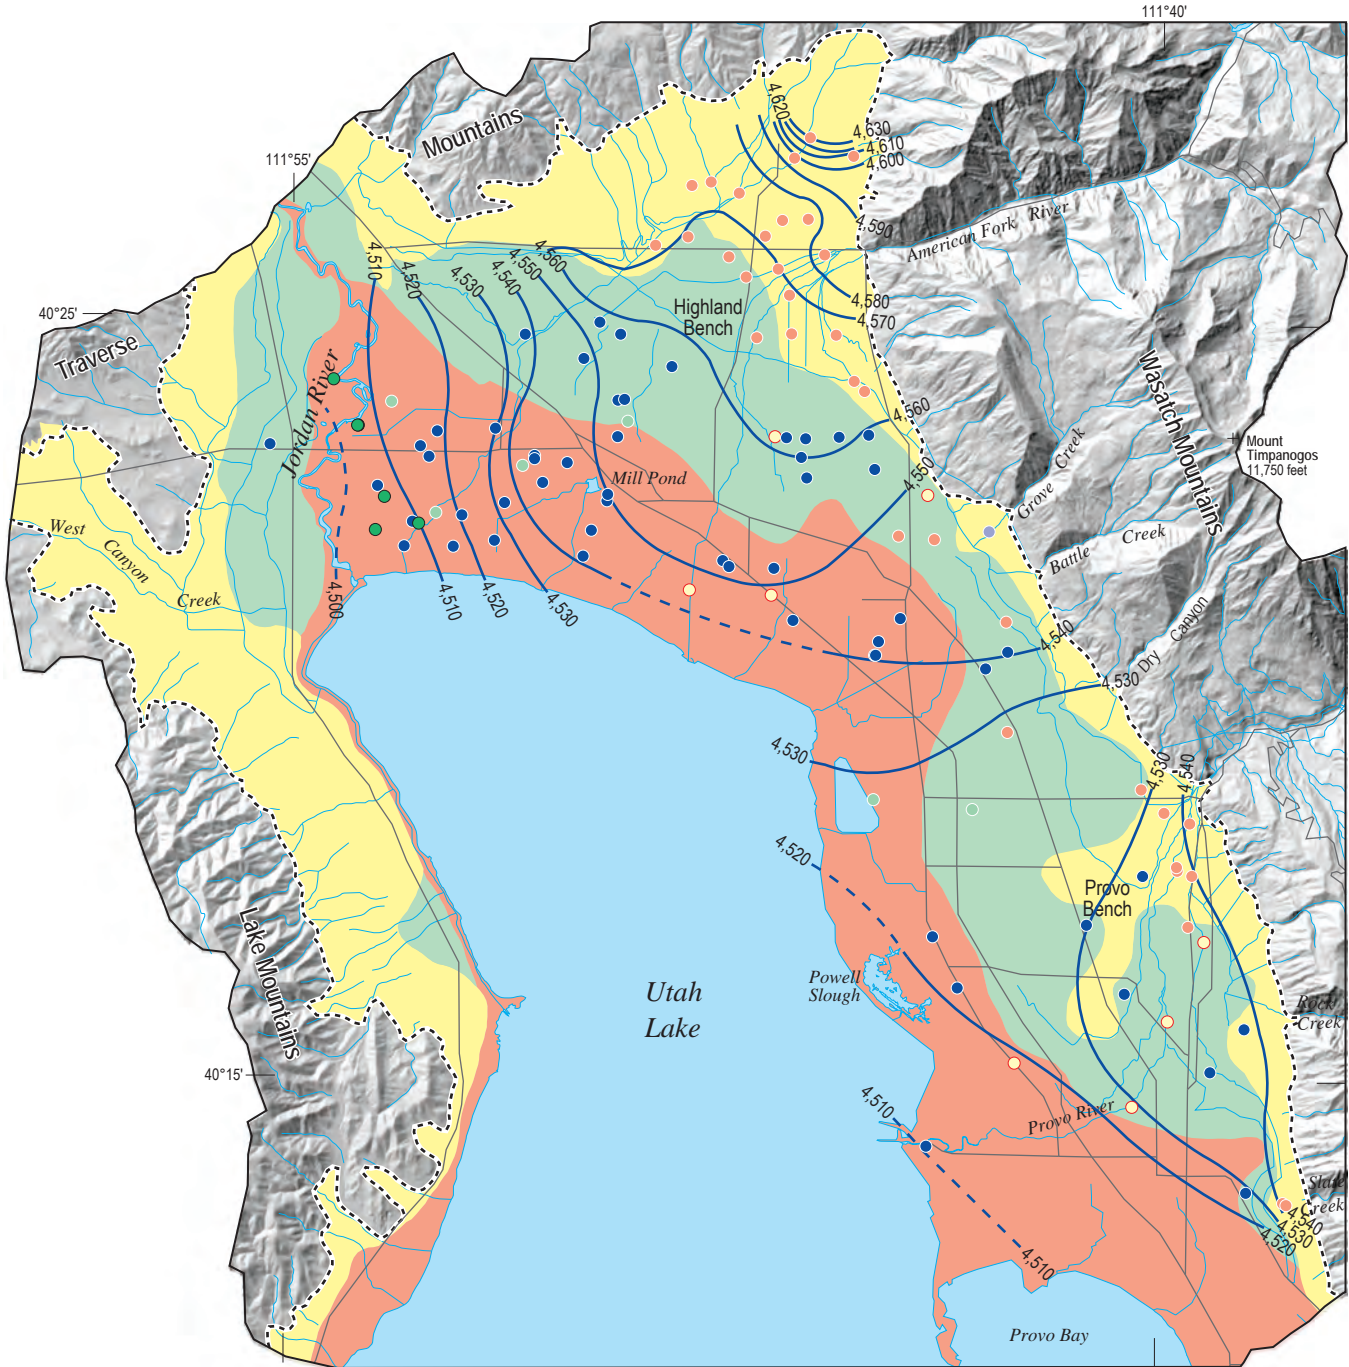 111°40'
4,620
4,630
4,610
4,600
Mountains
111°55'
4,590
American Fork River
4,510
4,520
4,530
4,540
4,550
4,560
4,580
4,570
Highland
Bench
40°25'
Traverse
Jordan River
Wasatch Mountains
4,560
Mount
Timpanogos
11,750 feet
Grove Creek
4,550
Mill Pond
West Canyon Creek
Battle Creek
4,500
4,510
4,520
4,530
4,540
Dry Canyon
4,530
4,530
4,530
4,540
4,520
Provo
Bench
Lake Mountains
Powell
Slough
Utah
Lake
Rock
Creek
40°15'
4,510
Provo River
Slate
Creek
4,540
4,530
4,520
4,510
Provo Bay